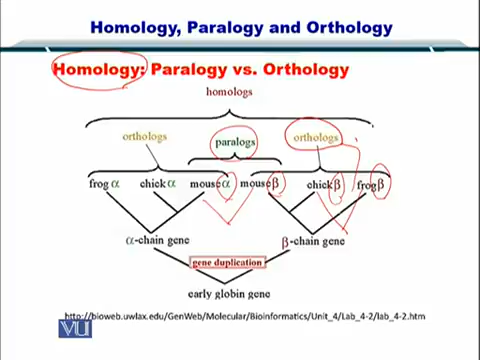 Homology, Paralogy and Orthology
Homology: Paralogy vs. Orthology
homologs
orthologs paralogs orthologs
frog α chick α mouse α mouse β chick β frog β
α-chain gene β-chain gene
gene duplication
early globin gene
http://bioweb.uwlax.edu/GenWeb/Molecular/Bioinformatics/Unit_4/Lab_4-2/lab_4-2.htm
VU